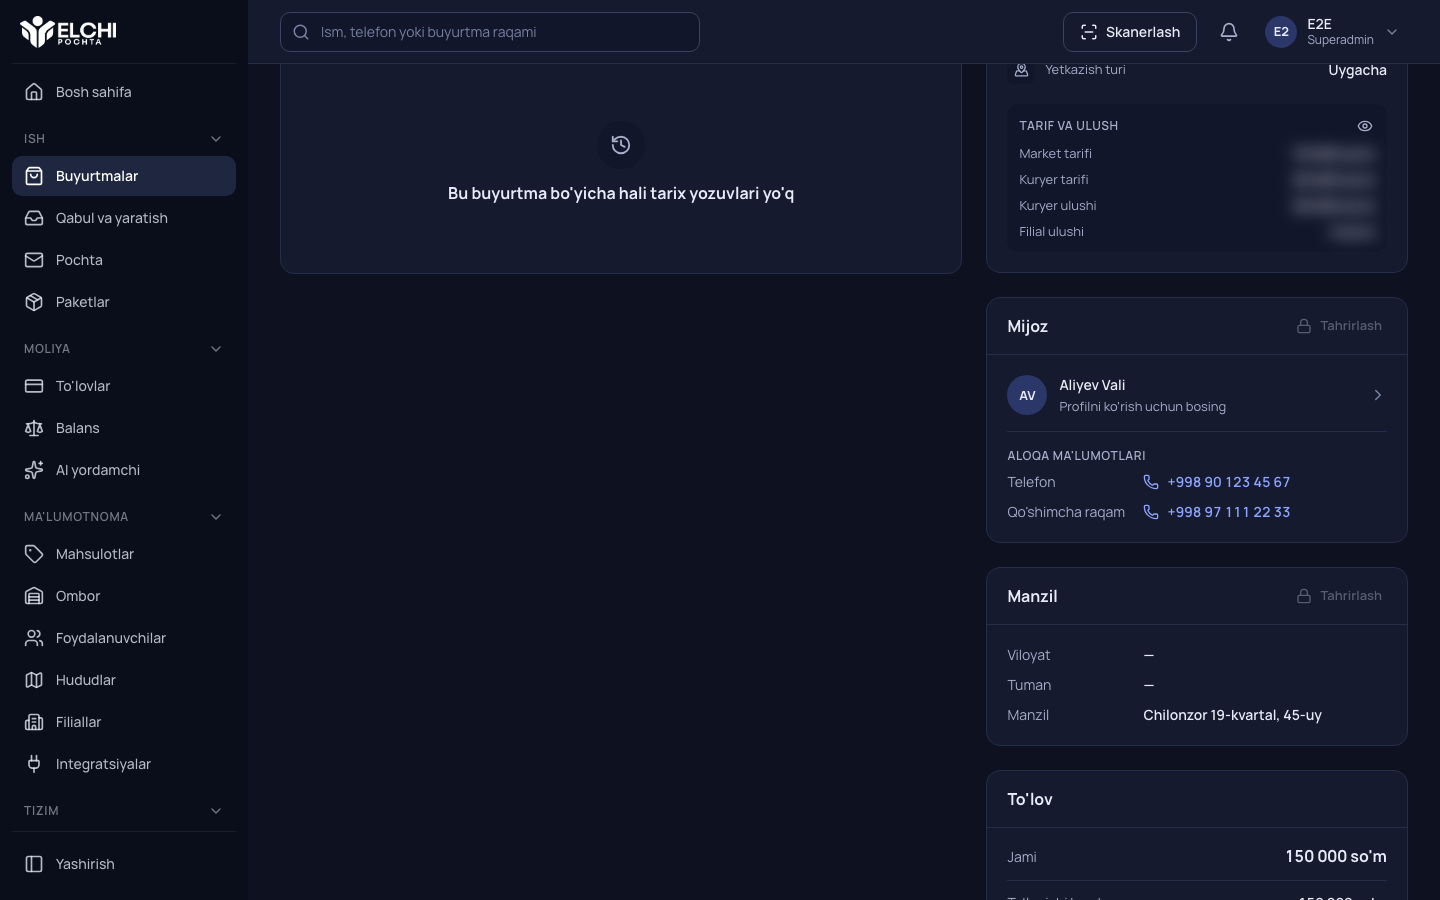 ELCHI
POCHTA
Ism, telefon yoki buyurtma raqami
Skanerlash
E2
E2E
Superadmin
Bosh sahifa
ISH
Buyurtmalar
Qabul va yaratish
Pochta
Paketlar
MOLIYA
To'lovlar
Balans
AI yordamchi
MA'LUMOTNOMA
Mahsulotlar
Ombor
Foydalanuvchilar
Hududlar
Filiallar
Integratsiyalar
TIZIM
Yashirish
Bu buyurtma bo'yicha hali tarix yozuvlari yo'q
Yetkazish turi
Uygacha
TARIF VA ULUSH
Market tarifi
Kuryer tarifi
Kuryer ulushi
Filial ulushi
Mijoz
Tahrirlash
AV
Aliyev Vali
Profilni ko'rish uchun bosing
ALOQA MA'LUMOTLARI
Telefon
+998 90 123 45 67
Qo'shimcha raqam
+998 97 111 22 33
Manzil
Tahrirlash
Viloyat
—
Tuman
—
Manzil
Chilonzor 19-kvartal, 45-uy
To'lov
Jami
150 000 so'm